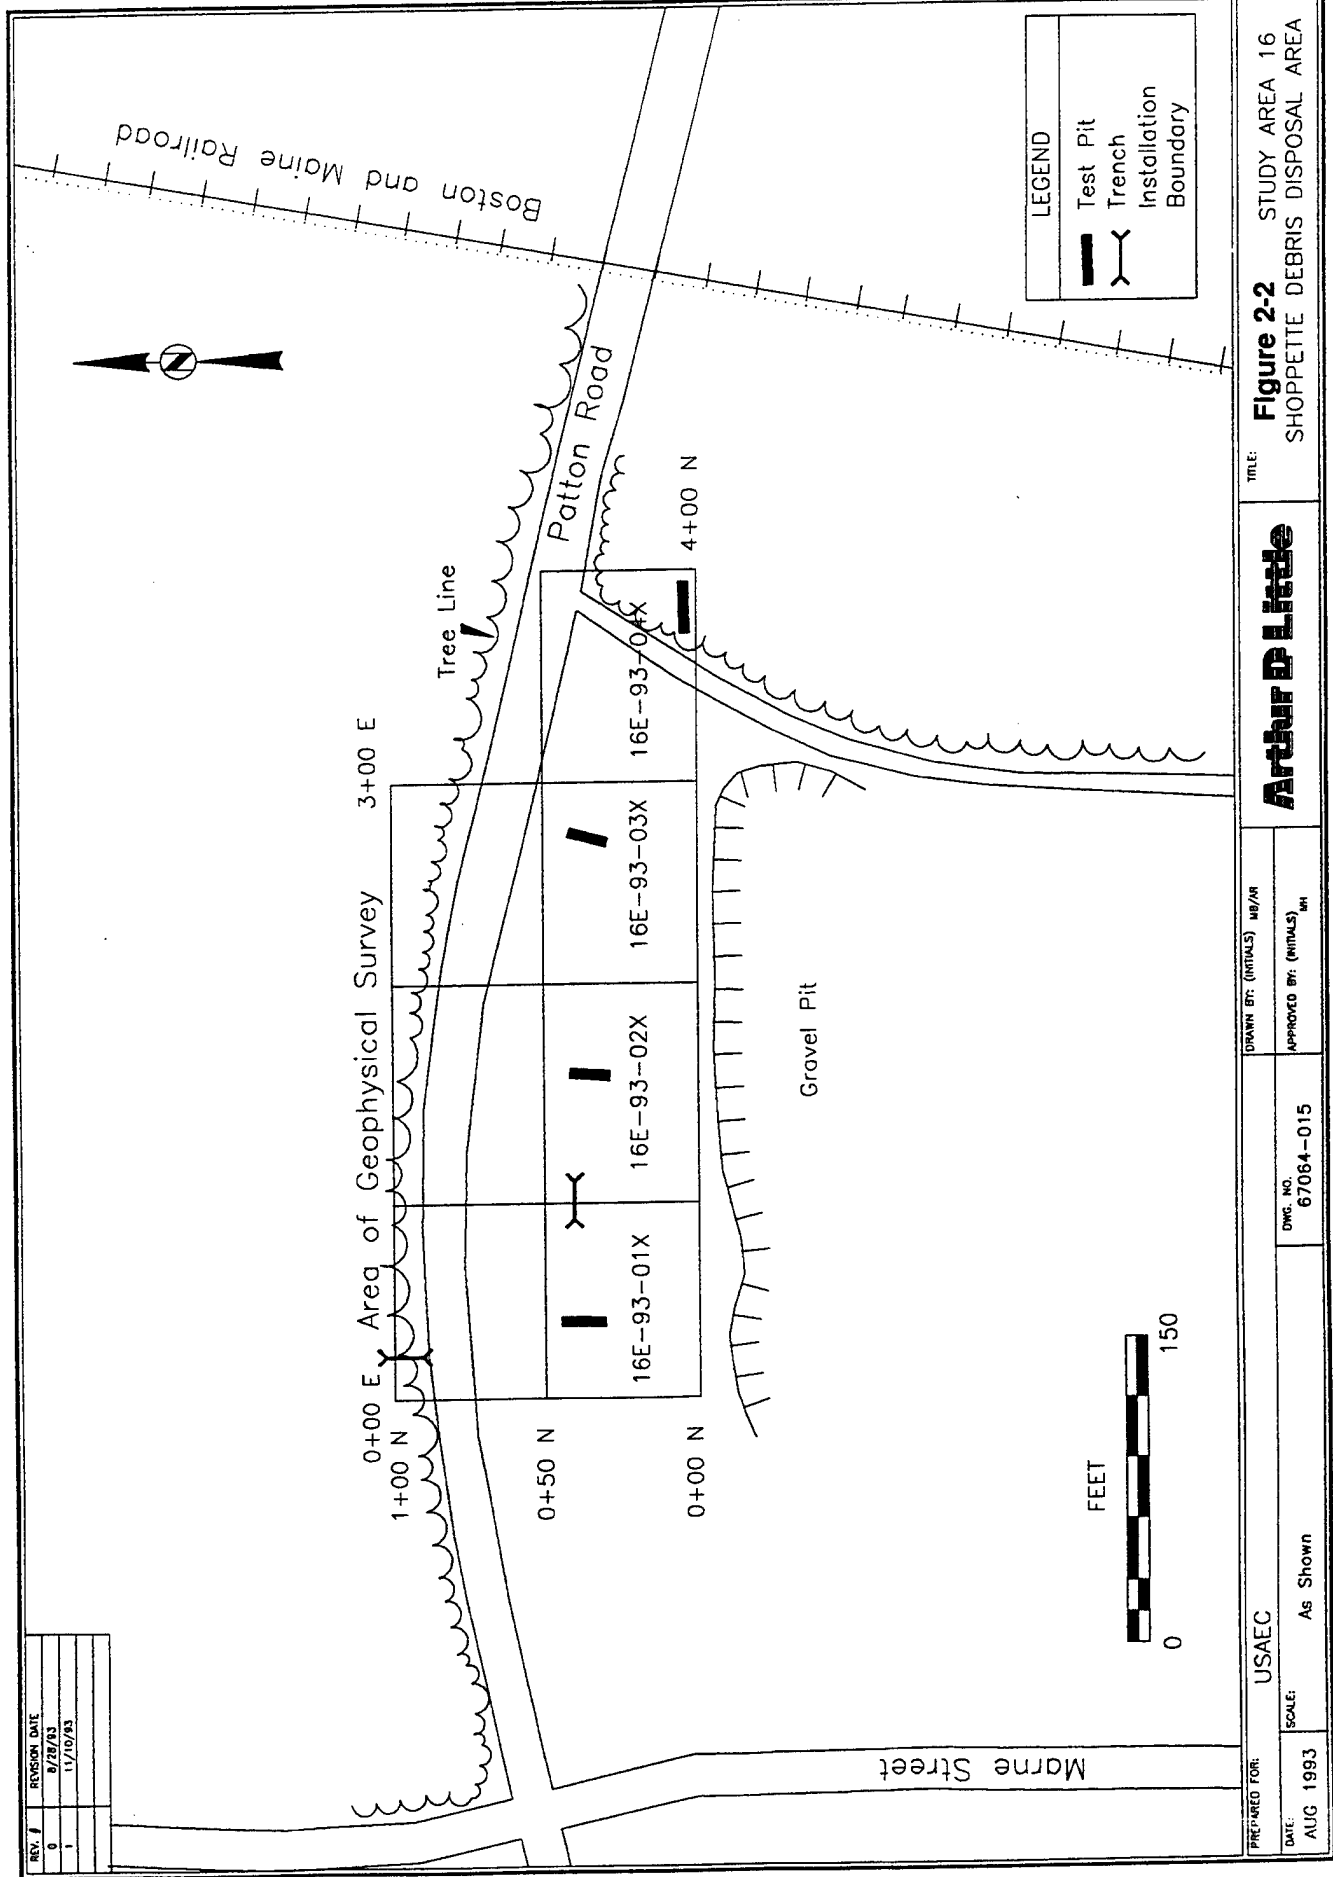 REV. #
REVISION DATE
0
8/28/93
1
11/10/93
Boston and Maine Railroad
N
Patton Road
Tree Line
Area of Geophysical Survey
0+00 E
3+00 E
1+00 N
0+50 N
0+00 N
4+00 N
16E-93-01X
16E-93-02X
16E-93-03X
16E-93-04X
Gravel Pit
Marne Street
FEET
0
150
LEGEND
Test Pit
Trench
Installation
Boundary
PREPARED FOR:
USAEC
DATE:
AUG 1993
SCALE:
As Shown
DWG. NO.
67064-015
DRAWN BY: (INITIALS) MB/AR
APPROVED BY: (INITIALS) MH
Arthur D Little
TITLE:
Figure 2-2 STUDY AREA 16
SHOPPETTE DEBRIS DISPOSAL AREA